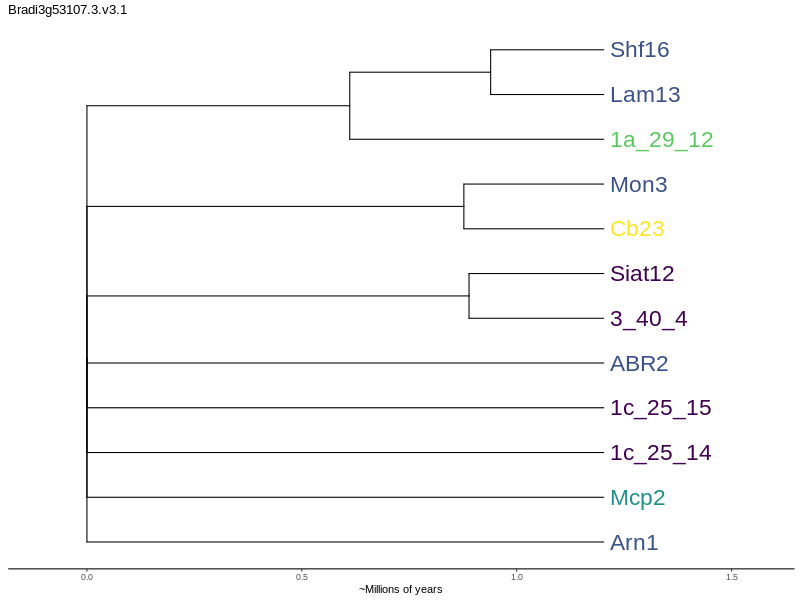 Bradi3g53107.3.v3.1
Shf16
Lam13
1a_29_12
Mon3
Cb23
Siat12
3_40_4
ABR2
1c_25_15
1c_25_14
Mcp2
Arn1
0.0 0.5 1.0 1.5
~Millions of years